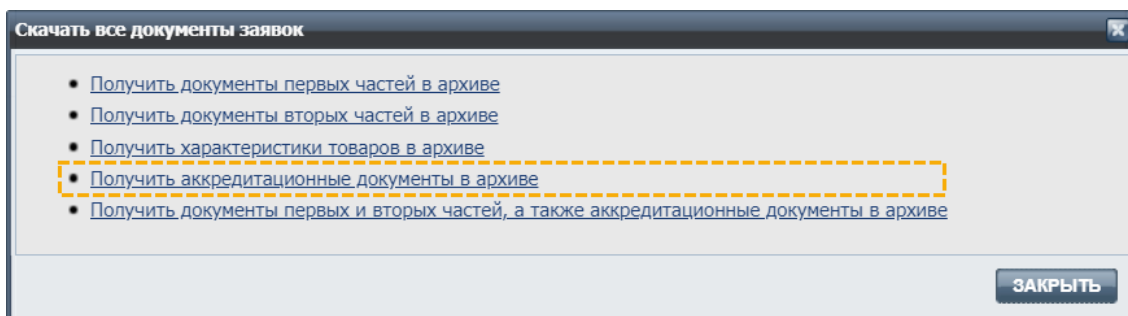 Скачать все документы заявок
Получить документы первых частей в архиве
Получить документы вторых частей в архиве
Получить характеристики товаров в архиве
Получить аккредитационные документы в архиве
Получить документы первых и вторых частей, а также аккредитационные документы в архиве
ЗАКРЫТЬ